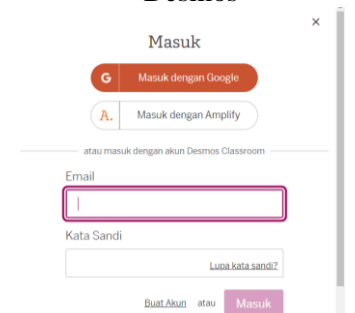 Desmos
×
Masuk
G Masuk dengan Google
A. Masuk dengan Amplify
atau masuk dengan akun Desmos Classroom
Email
Kata Sandi
Lupa kata sandi?
Buat Akun atau Masuk